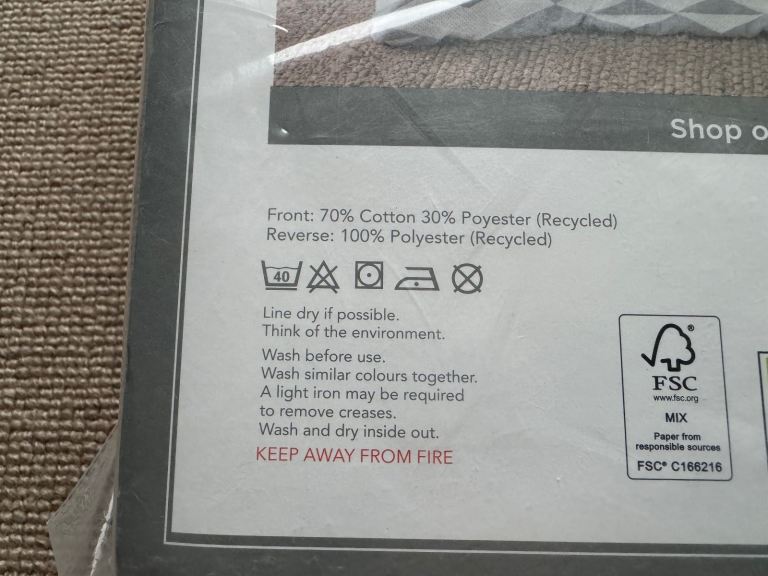 Shop o
Front: 70% Cotton 30% Poyester (Recycled)
Reverse: 100% Polyester (Recycled)
40
Line dry if possible.
Think of the environment.
Wash before use.
Wash similar colours together.
A light iron may be required
to remove creases.
Wash and dry inside out.
KEEP AWAY FROM FIRE
®
FSC
www.fsc.org
MIX
Paper from
responsible sources
FSC® C166216